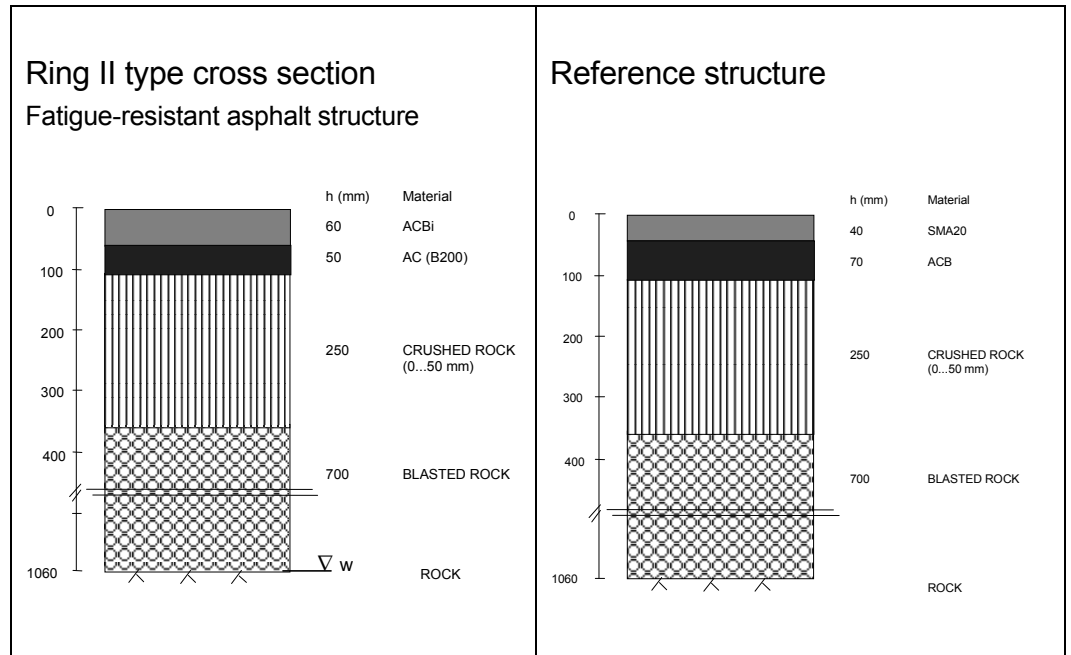 Ring II type cross section
Fatigue-resistant asphalt structure
h (mm) Material
0
60 ACBi
50 AC (B200)
100
200
250 CRUSHED ROCK
(0...50 mm)
300
400
700 BLASTED ROCK
W
1060
ROCK
Reference structure
h (mm) Material
0
40 SMA20
70 ACB
100
200
250 CRUSHED ROCK
(0...50 mm)
300
400
700 BLASTED ROCK
1060
ROCK